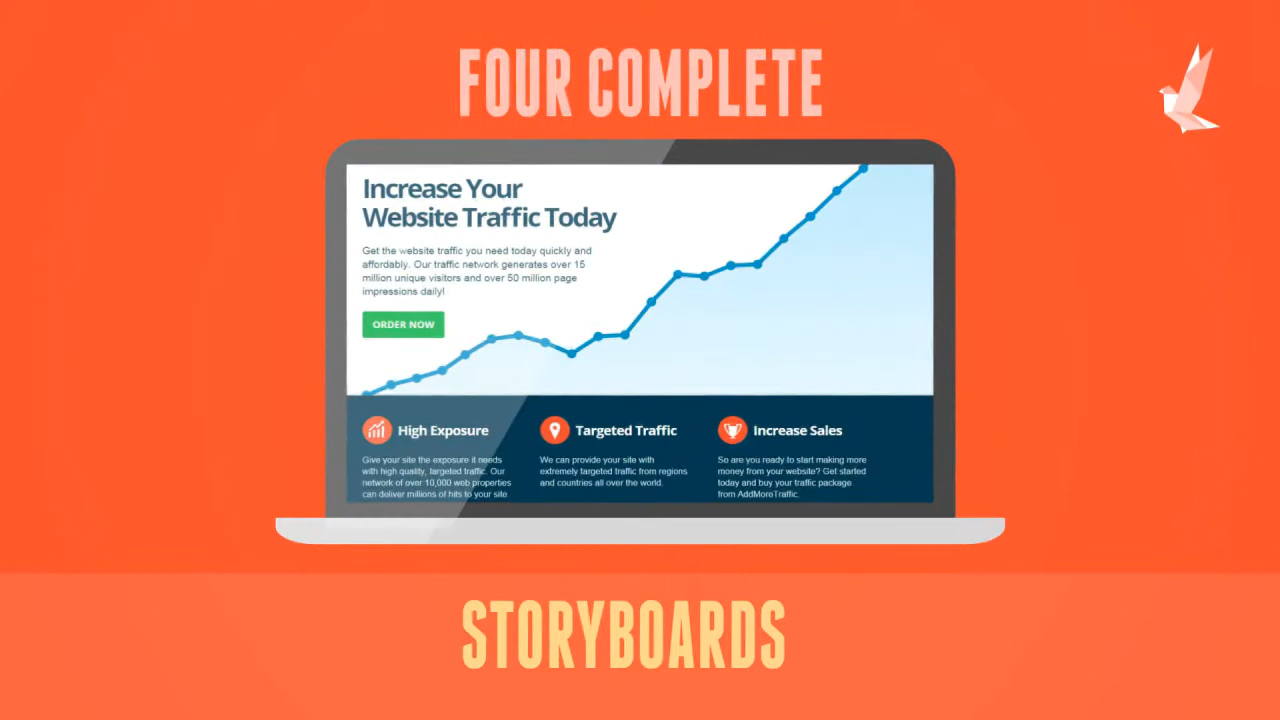 FOUR COMPLETE
Increase Your
Website Traffic Today
Get the website traffic you need today quickly and
affordably. Our traffic network generates over 15
million unique visitors and over 50 million page
impressions daily!
ORDER NOW
High Exposure
Give your site the exposure it needs
with high quality, targeted traffic. Our
network of over 10,000 web properties
can deliver millions of hits to your site
Targeted Traffic
We can provide your site with
extremely targeted traffic from regions
and countries all over the world.
Increase Sales
So are you ready to start making more
money from your website? Get started
today and buy your traffic package
from AddMoreTraffic.
STORYBOARDS